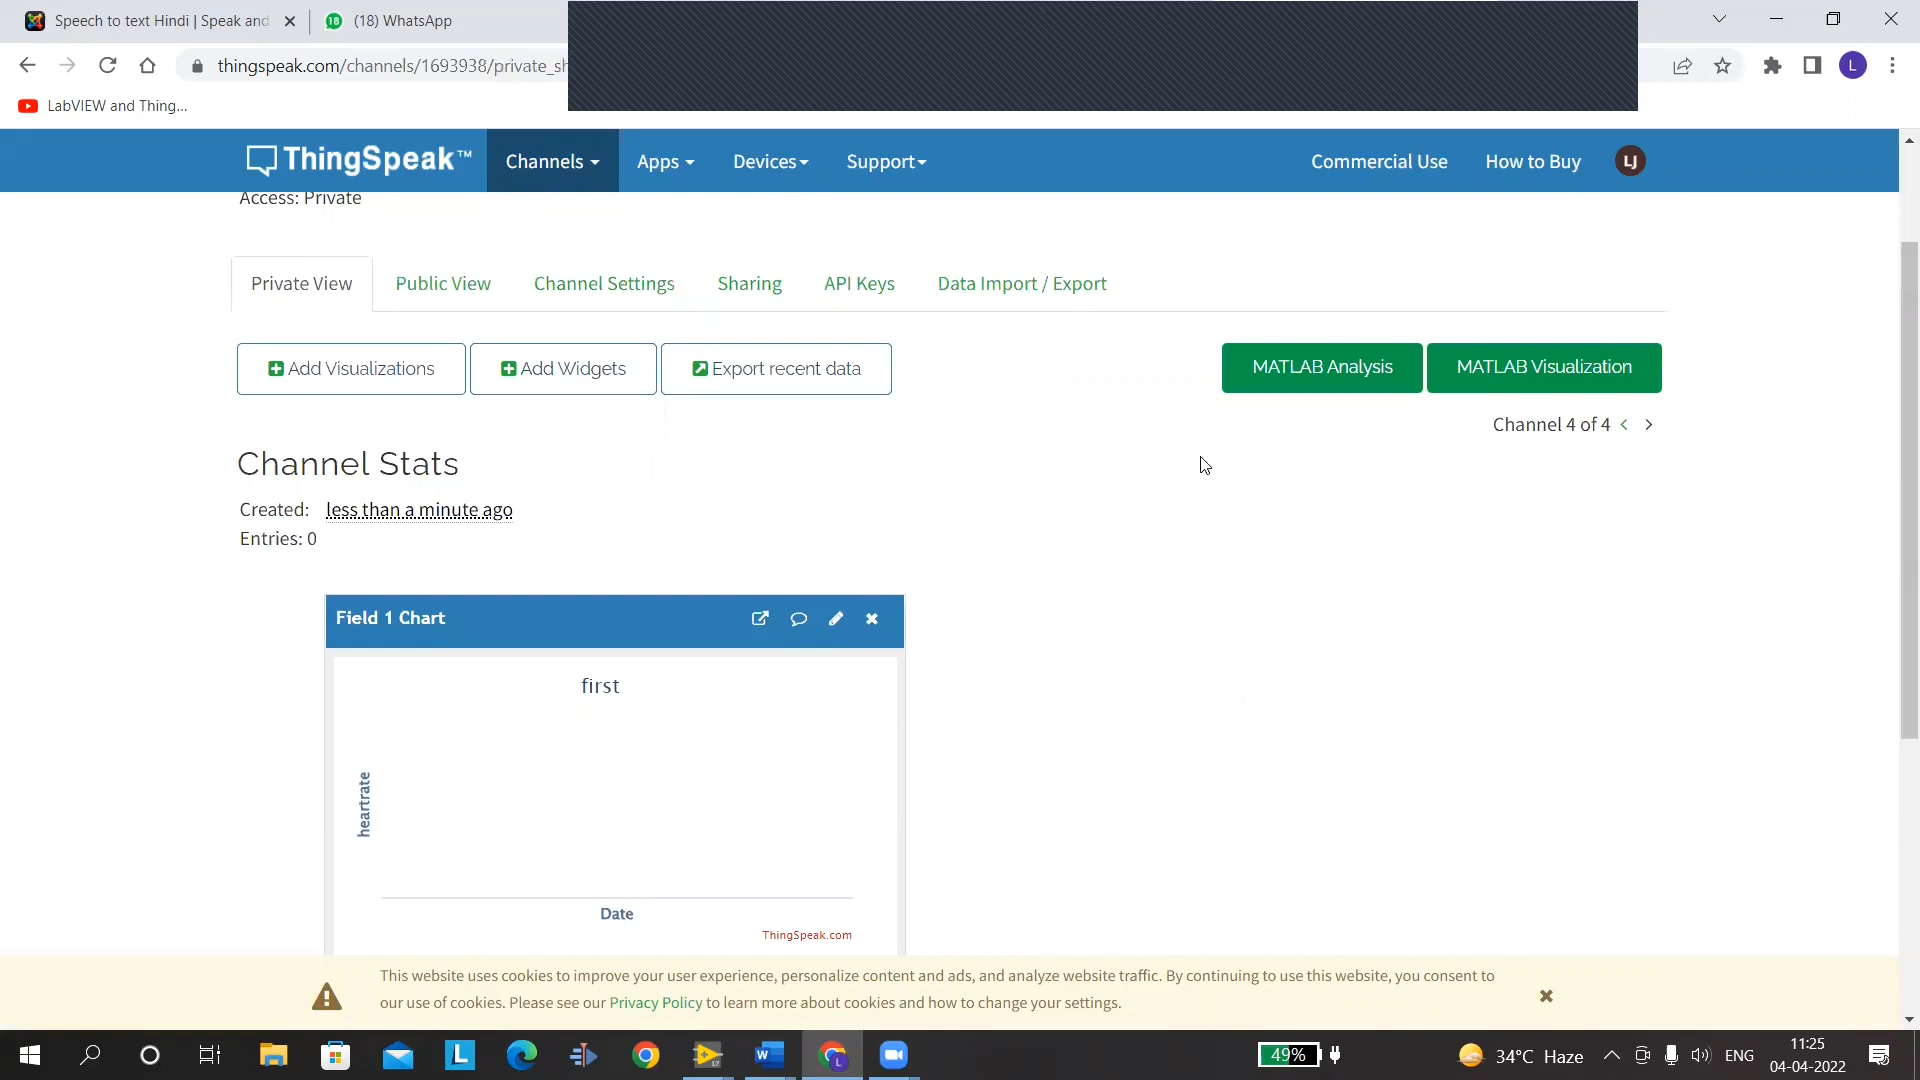 Speech to text Hindi | Speak and
18 (18) WhatsApp
thingspeak.com/channels/1693938/private_sh
L
LabVIEW and Thing...
ThingSpeak™ Channels Apps Devices Support Commercial Use How to Buy LJ
Access: Private
Private View Public View Channel Settings Sharing API Keys Data Import / Export
Add Visualizations Add Widgets Export recent data MATLAB Analysis MATLAB Visualization
Channel 4 of 4 < >
Channel Stats
Created: less than a minute ago
Entries: 0
Field 1 Chart
first
heartrate
Date
ThingSpeak.com
This website uses cookies to improve your user experience, personalize content and ads, and analyze website traffic. By continuing to use this website, you consent to
our use of cookies. Please see our Privacy Policy to learn more about cookies and how to change your settings.
L
W
L
49%
34°C Haze
ENG
11:25
04-04-2022